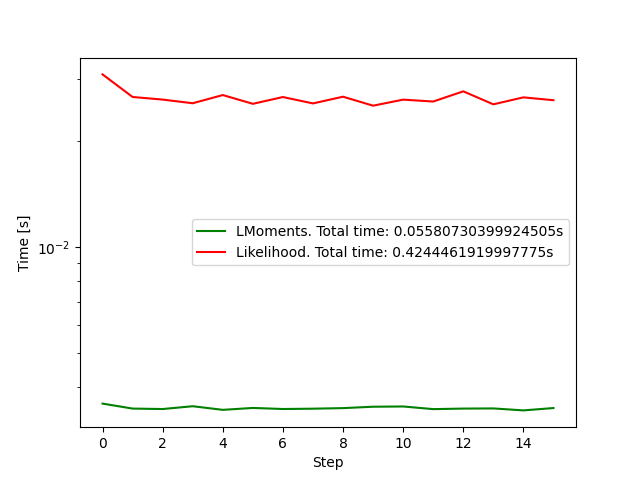 Time [s]
10⁻²
LMoments. Total time: 0.05580730399924505s
Likelihood. Total time: 0.4244461919997775s
0 2 4 6 8 10 12 14
Step